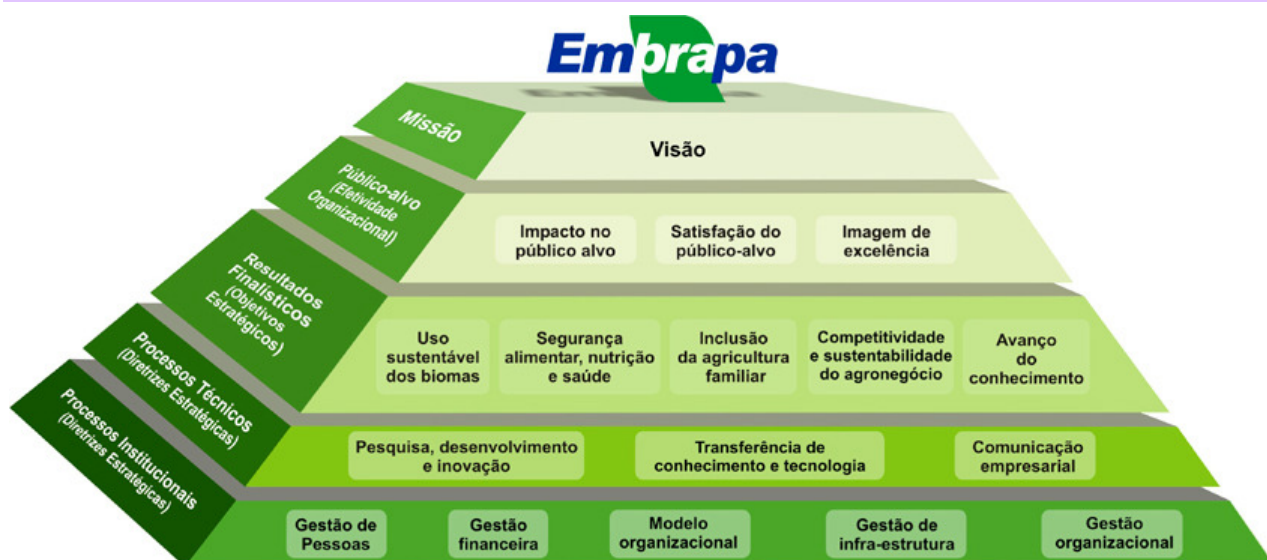 Embrapa
Missão
Visão
Público-alvo
(Efetividade
Organizacional)
Impacto no
público alvo
Satisfação do
público-alvo
Imagem de
excelência
Resultados
Finalísticos
(Objetivos
Estratégicos)
Uso
sustentável
dos biomas
Segurança
alimentar, nutrição
e saúde
Inclusão
da agricultura
familiar
Competitividade
e sustentabilidade
do agronegócio
Avanço
do
conhecimento
Processos Técnicos
(Diretrizes Estratégicas)
Pesquisa, desenvolvimento
e inovação
Transferência de
conhecimento e tecnologia
Comunicação
empresarial
Processos Institucionais
(Diretrizes Estratégicas)
Gestão de
Pessoas
Gestão
financeira
Modelo
organizacional
Gestão de
infra-estrutura
Gestão
organizacional